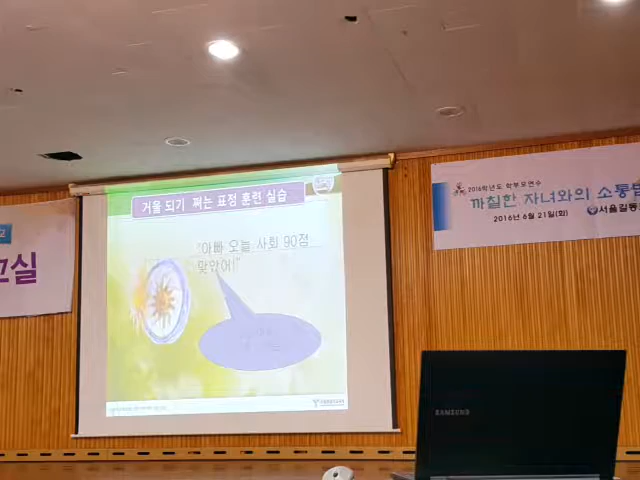 거울 되기 짜는 표정 훈련 실습
"아빠 오늘 사회 90점
맞았어!"
교실
2016학년도 학부모연수
까칠한 자녀와의 소통
2016년 6월 21일(화)
서울길동
SAMSUNG